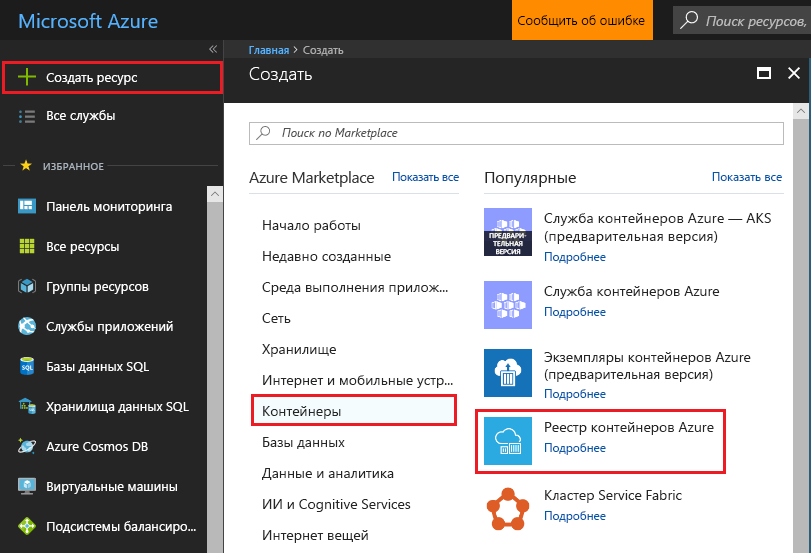 Microsoft Azure
Сообщить об ошибке
Поиск ресурсов,
Создать ресурс
Все службы
ИЗБРАННОЕ
Панель мониторинга
Все ресурсы
Группы ресурсов
Службы приложений
Базы данных SQL
Хранилища данных SQL
Azure Cosmos DB
Виртуальные машины
Подсистемы балансиро...
Главная > Создать
Создать
Поиск по Marketplace
Azure Marketplace Показать все
Начало работы
Недавно созданные
Среда выполнения прилож...
Сеть
Хранилище
Интернет и мобильные устр...
Контейнеры
Базы данных
Данные и аналитика
ИИ и Cognitive Services
Интернет вещей
Популярные Показать все
ПРЕДВАРИ-
ТЕЛЬНАЯ
ВЕРСИЯ
Служба контейнеров Azure — AKS
(предварительная версия)
Подробнее
Служба контейнеров Azure
Подробнее
Экземпляры контейнеров Azure
(предварительная версия)
Подробнее
Реестр контейнеров Azure
Подробнее
Кластер Service Fabric
Подробнее